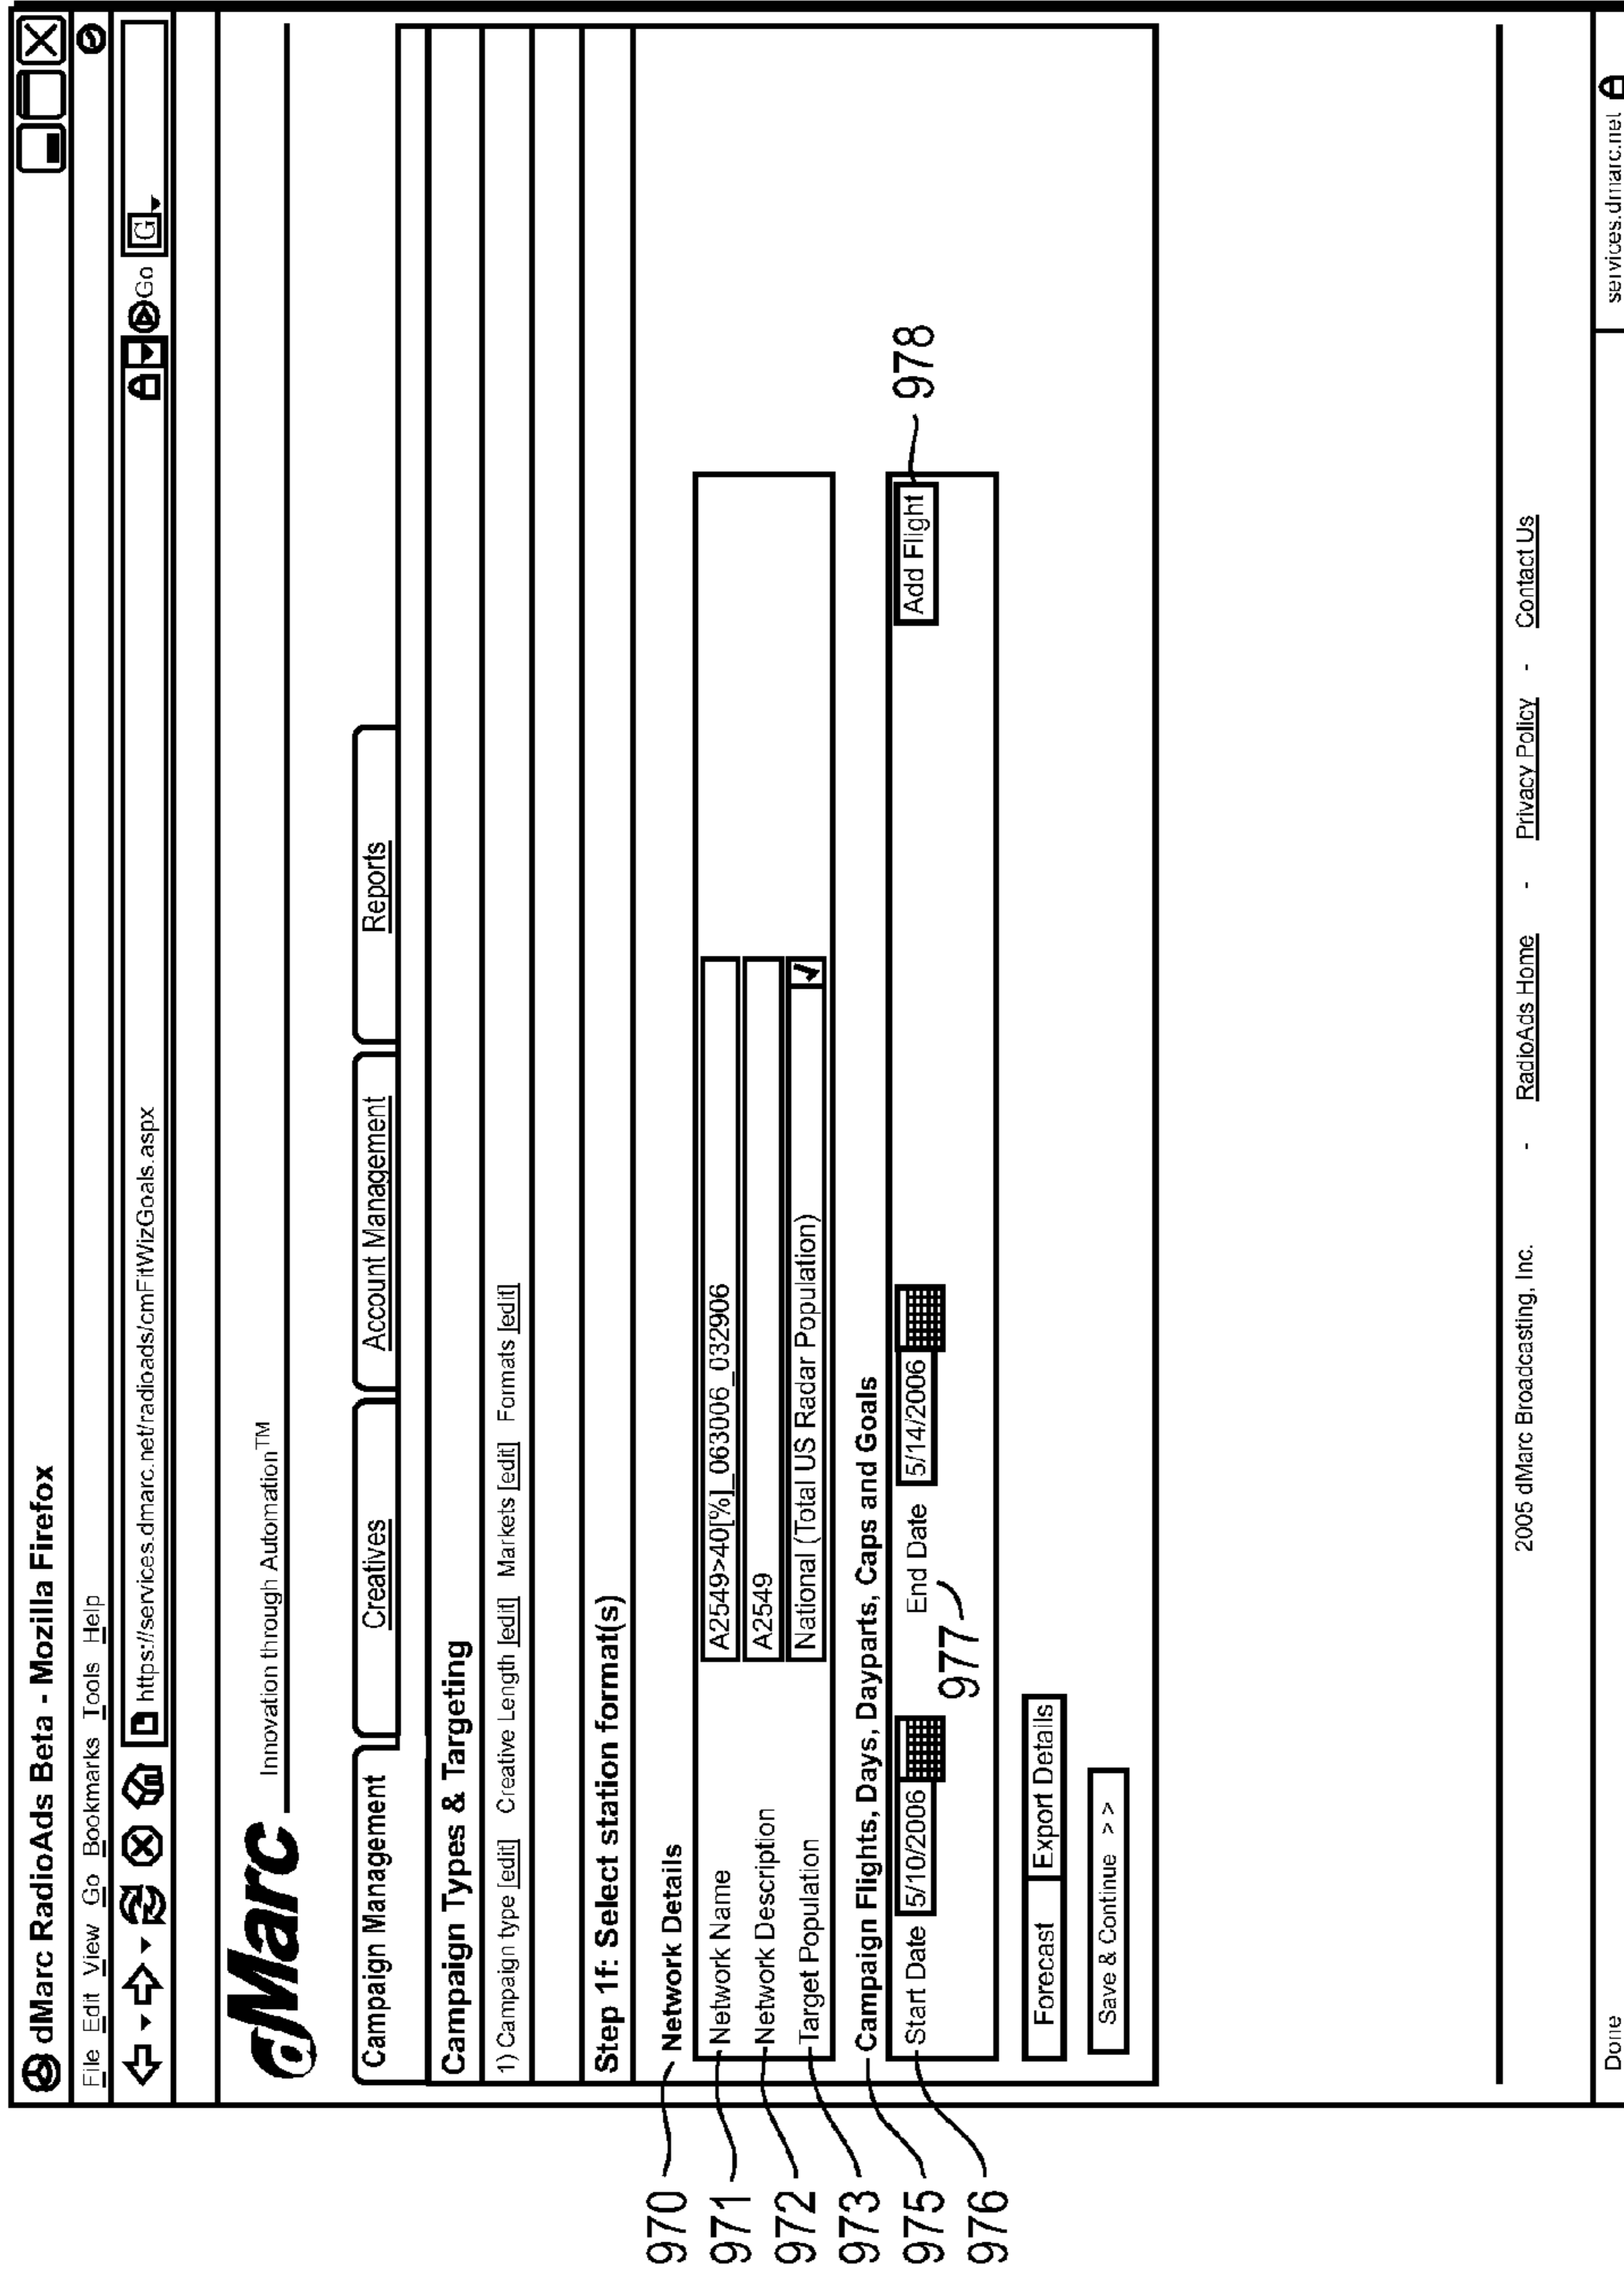 dMarc RadioAds Beta - Mozilla Firefox
File Edit View Go Bookmarks Tools Help
https://services.dmarc.net/radioads/cmFitWizGoals.aspx
Go
G
dMarc
Innovation through Automation™
Campaign Management
Creatives
Account Management
Reports
Campaign Types & Targeting
1) Campaign type [edit] Creative Length [edit] Markets [edit] Formats [edit]
Step 1f: Select station format(s)
970
Network Details
971
Network Name
A2549>40[%]_063006_032906
972
Network Description
A2549
973
Target Population
National (Total US Radar Population)
975
Campaign Flights, Days, Dayparts, Caps and Goals
976
Start Date 5/10/2006
End Date 5/14/2006
Add Flight
977
978
Forecast
Export Details
Save & Continue >>
2005 dMarc Broadcasting, Inc. - RadioAds Home - Privacy Policy - Contact Us
Done
services.dmarc.net